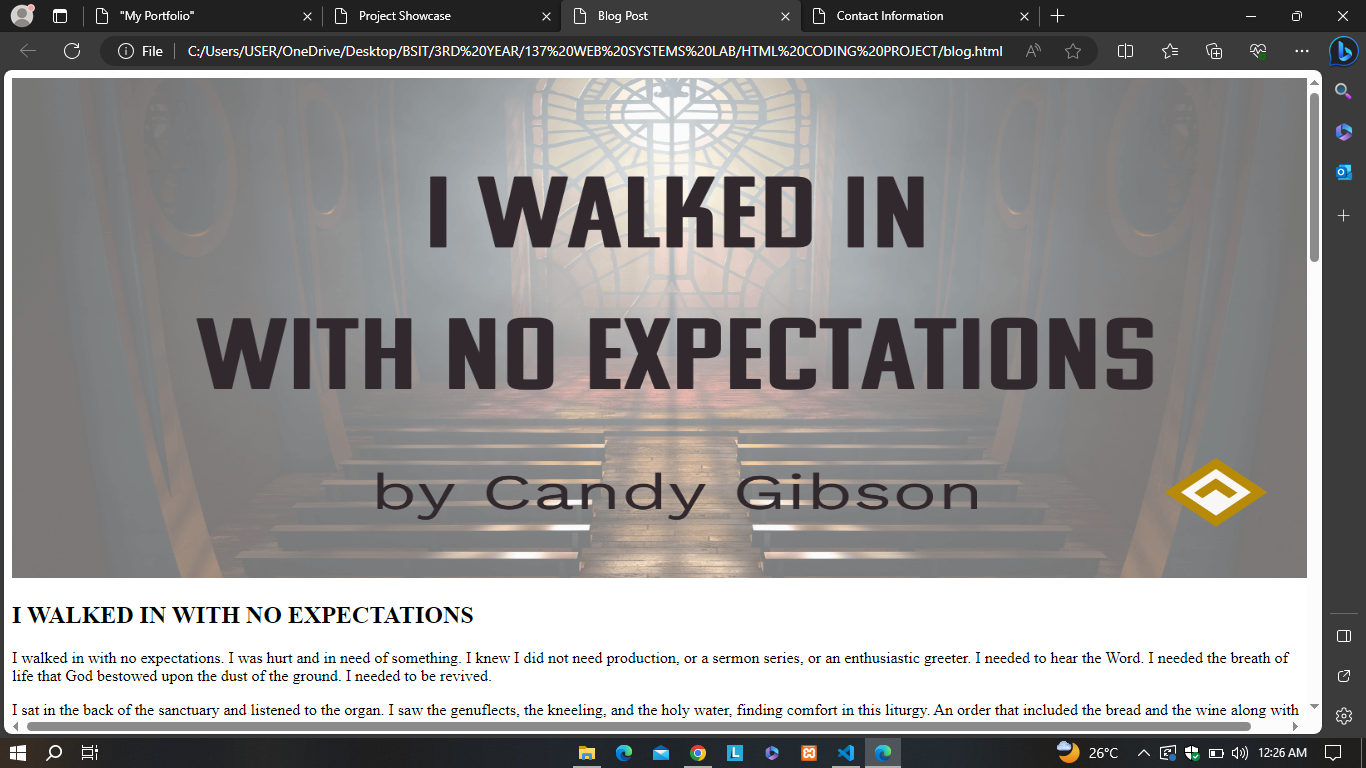 "My Portfolio"
Project Showcase
Blog Post
Contact Information
File
C:/Users/USER/OneDrive/Desktop/BSIT/3RD%20YEAR/137%20WEB%20SYSTEMS%20LAB/HTML%20CODING%20PROJECT/blog.html
I WALKED IN
WITH NO EXPECTATIONS
by Candy Gibson
I WALKED IN WITH NO EXPECTATIONS
I walked in with no expectations. I was hurt and in need of something. I knew I did not need production, or a sermon series, or an enthusiastic greeter. I needed to hear the Word. I needed the breath of
life that God bestowed upon the dust of the ground. I needed to be revived.
I sat in the back of the sanctuary and listened to the organ. I saw the genuflects, the kneeling, and the holy water, finding comfort in this liturgy. An order that included the bread and the wine along with
26°C
12:26 AM